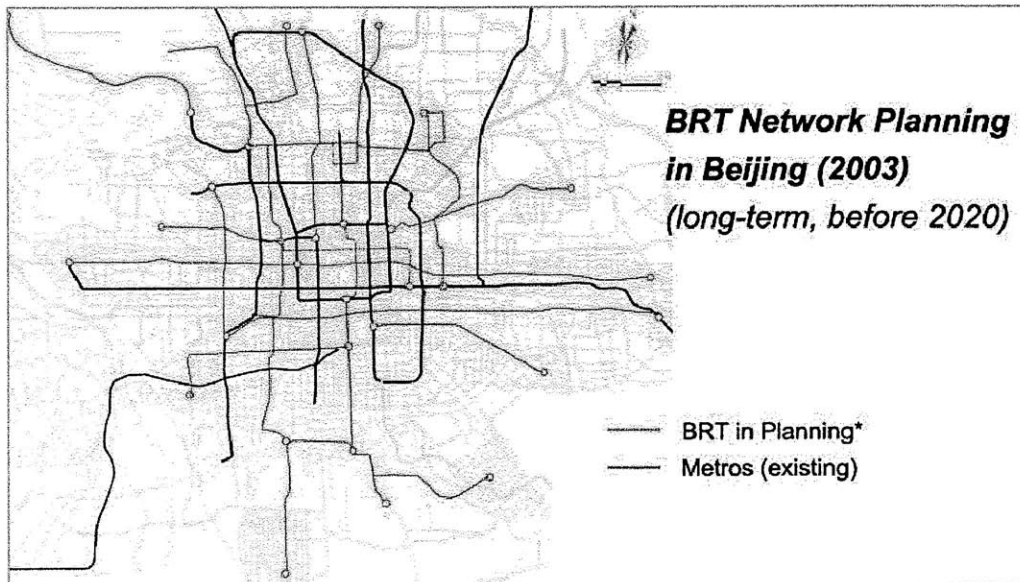 BRT Network Planning
in Beijing (2003)
(long-term, before 2020)
BRT in Planning*
Metros (existing)